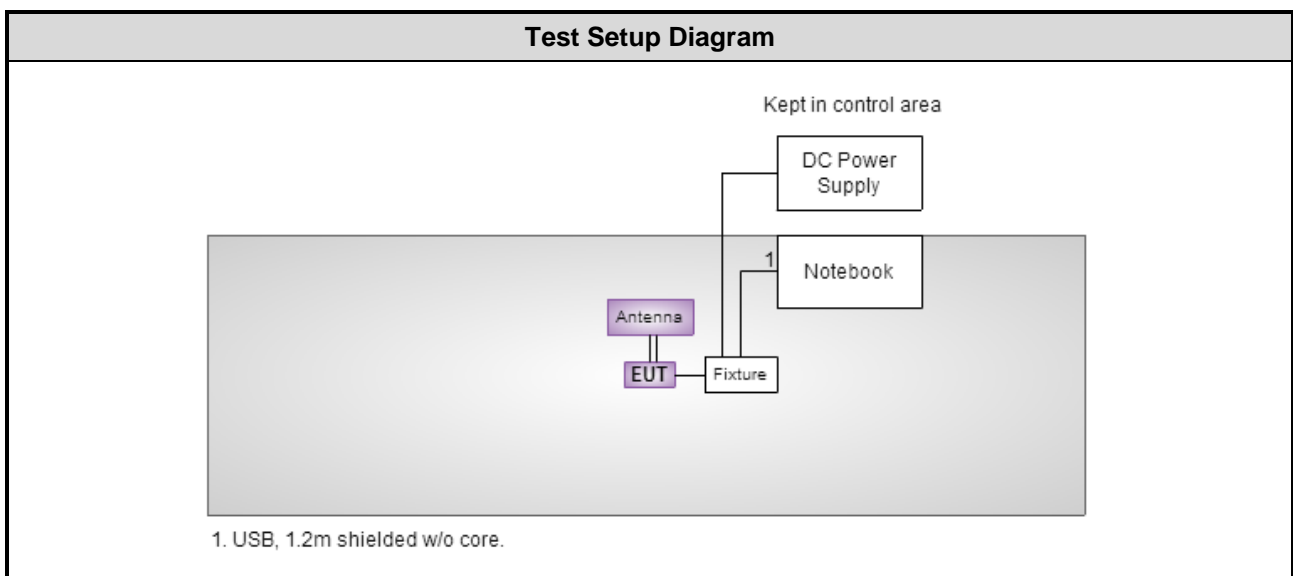 Test Setup Diagram
Kept in control area
DC Power
Supply
1
Notebook
Antenna
EUT
Fixture
1. USB, 1.2m shielded w/o core.